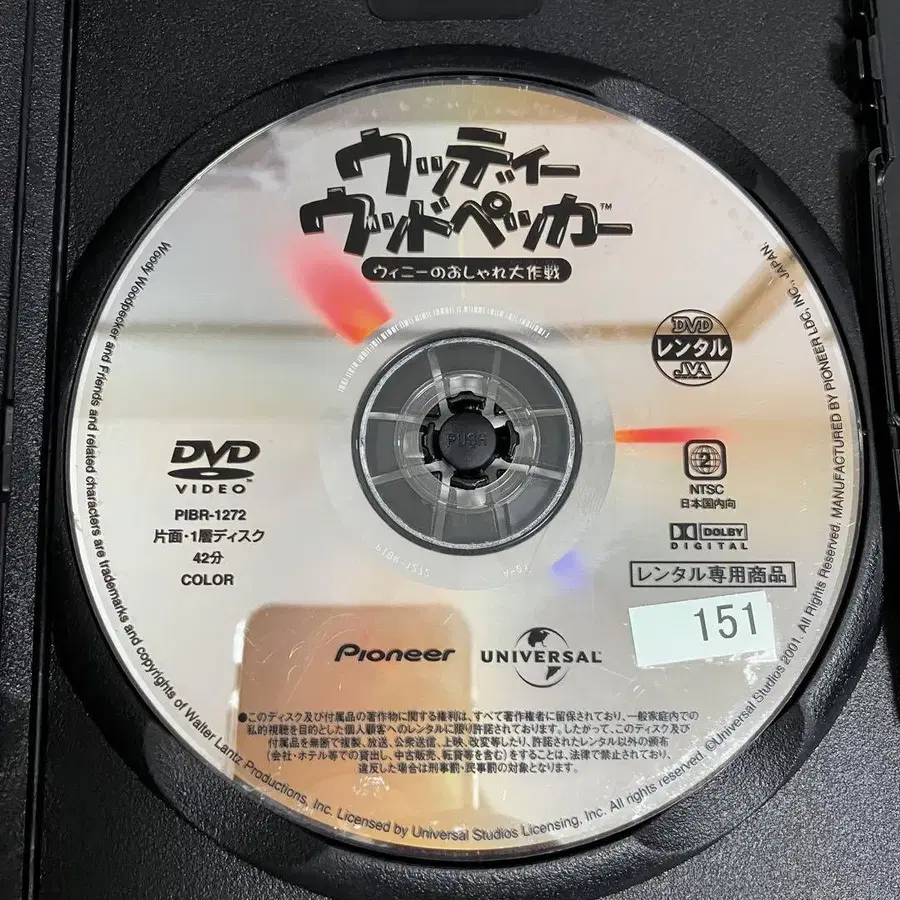 ウッディー
ウッドペッカー™
ウィニーのおしゃれ大作戦
DVD
レンタル
JVA
DVD
VIDEO™
PIBR-1272
片面・1層ディスク
42分
COLOR
PUSH
2
NTSC
日本国内向
DOLBY
DIGITAL
レンタル専用商品
151
Pioneer
UNIVERSAL
●このディスク及び付属品の著作物に関する権利は、すべて著作権者に留保されており、一般家庭内での
私的視聴を目的とした個人顧客へのレンタルに限り許諾されております。したがって、このディスク及び
付属品を無断で複製、放送、公衆送信、上映、改変等したり、許諾されたレンタル以外の頒布
(会社・ホテル等での貸出し、中古販売、転貸等を含む)をすることは、法律で禁止されており、
違反した場合は刑事罰・民事罰の対象となります。
Woody Woodpecker and Friends and related characters are trademarks and copyrights of Walter Lantz Productions, Inc. Licensed by Universal Studios Licensing, Inc. All rights reserved. ©Universal Studios 2001. All Rights Reserved. MANUFACTURED BY PIONEER LDC, INC., JAPAN.